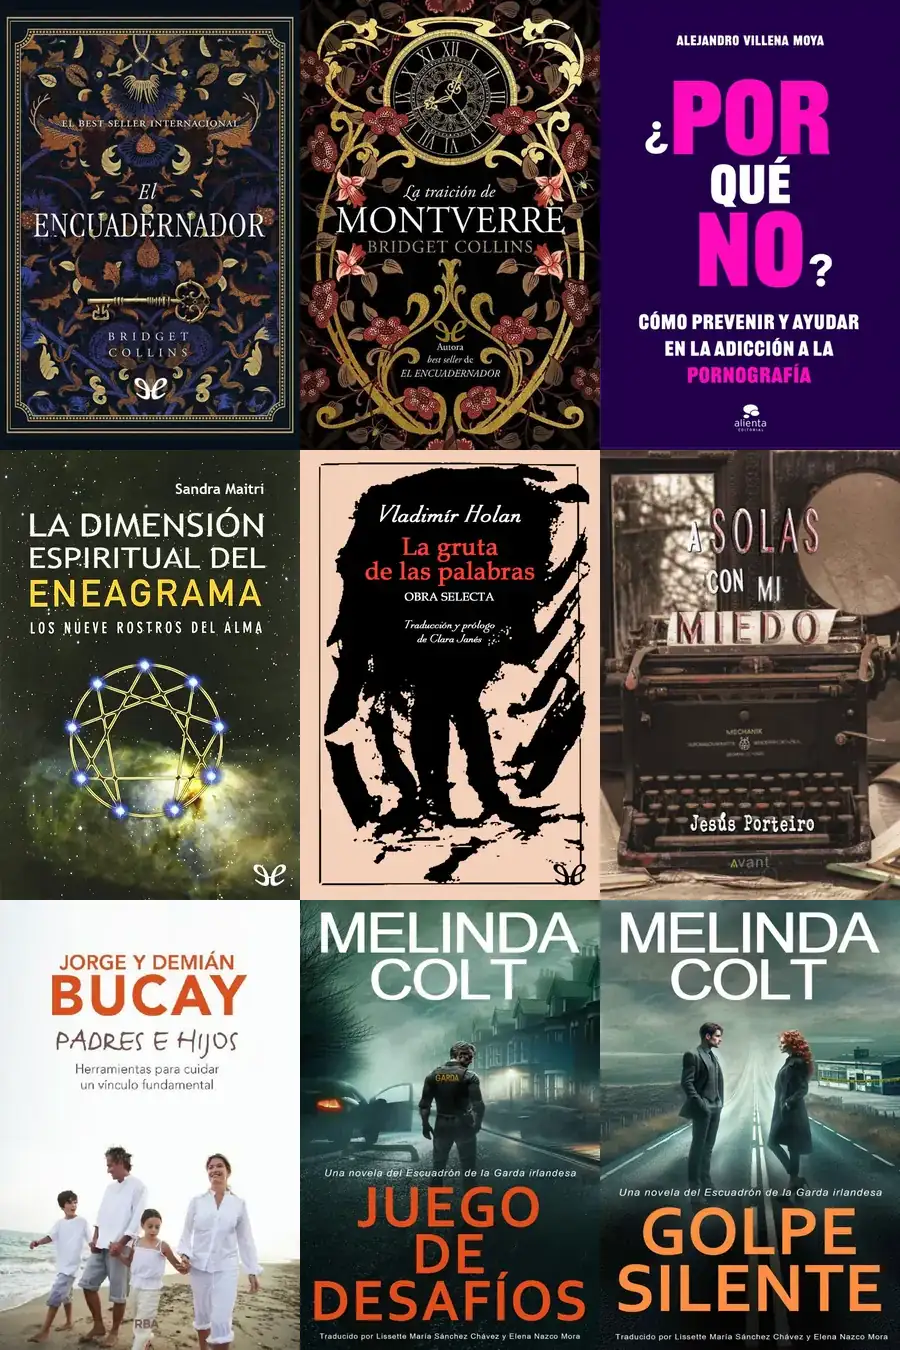 EL BEST SELLER INTERNACIONAL
El
ENCUADERNADOR
BRIDGET
COLLINS
La traición de
MONTVERRE
BRIDGET COLLINS
Autora
best seller de
EL ENCUADERNADOR
ALEJANDRO VILLENA MOYA
¿POR
QUÉ
NO?
CÓMO PREVENIR Y AYUDAR
EN LA ADICCIÓN A LA
PORNOGRAFÍA
alienta
EDITORIAL
Sandra Maitri
LA DIMENSIÓN
ESPIRITUAL DEL
ENEAGRAMA
LOS NUEVE ROSTROS DEL ALMA
Vladimír Holan
La gruta
de las palabras
OBRA SELECTA
Traducción y prólogo
de Clara Janés
A SOLAS
CON MI
MIEDO
MECHANIK
Jesús Porteiro
avant
JORGE Y DEMIÁN
BUCAY
PADRES E HIJOS
Herramientas para cuidar
un vínculo fundamental
RBA
MELINDA
COLT
GARDA
Una novela del Escuadrón de la Garda irlandesa
JUEGO
DE
DESAFÍOS
Traducido por Lissette María Sánchez Chávez y Elena Nazco Mora
MELINDA
COLT
Una novela del Escuadrón de la Garda irlandesa
GOLPE
SILENTE
Traducido por Lissette María Sánchez Chávez y Elena Nazco Mora